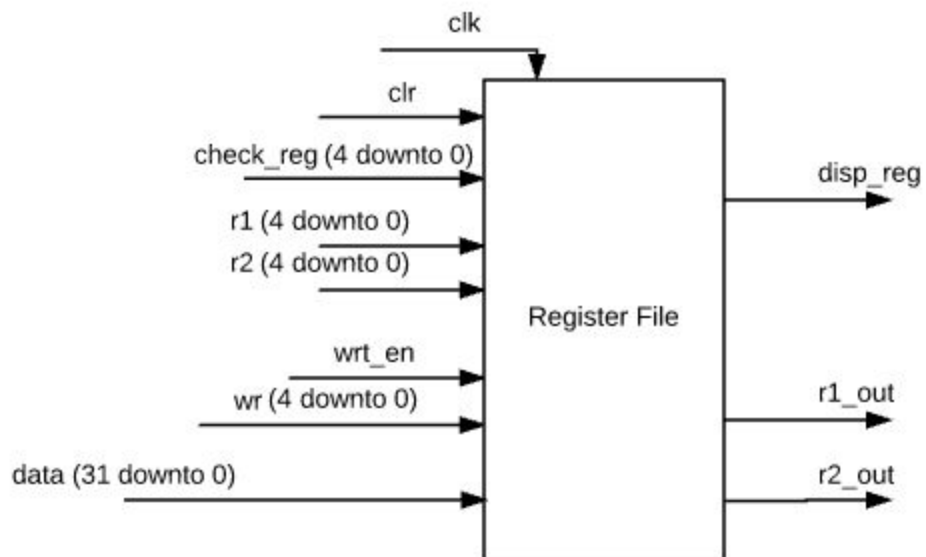 clk
clr
check_reg (4 downto 0)
disp_reg
r1 (4 downto 0)
r2 (4 downto 0)
Register File
wrt_en
wr (4 downto 0)
r1_out
data (31 downto 0)
r2_out